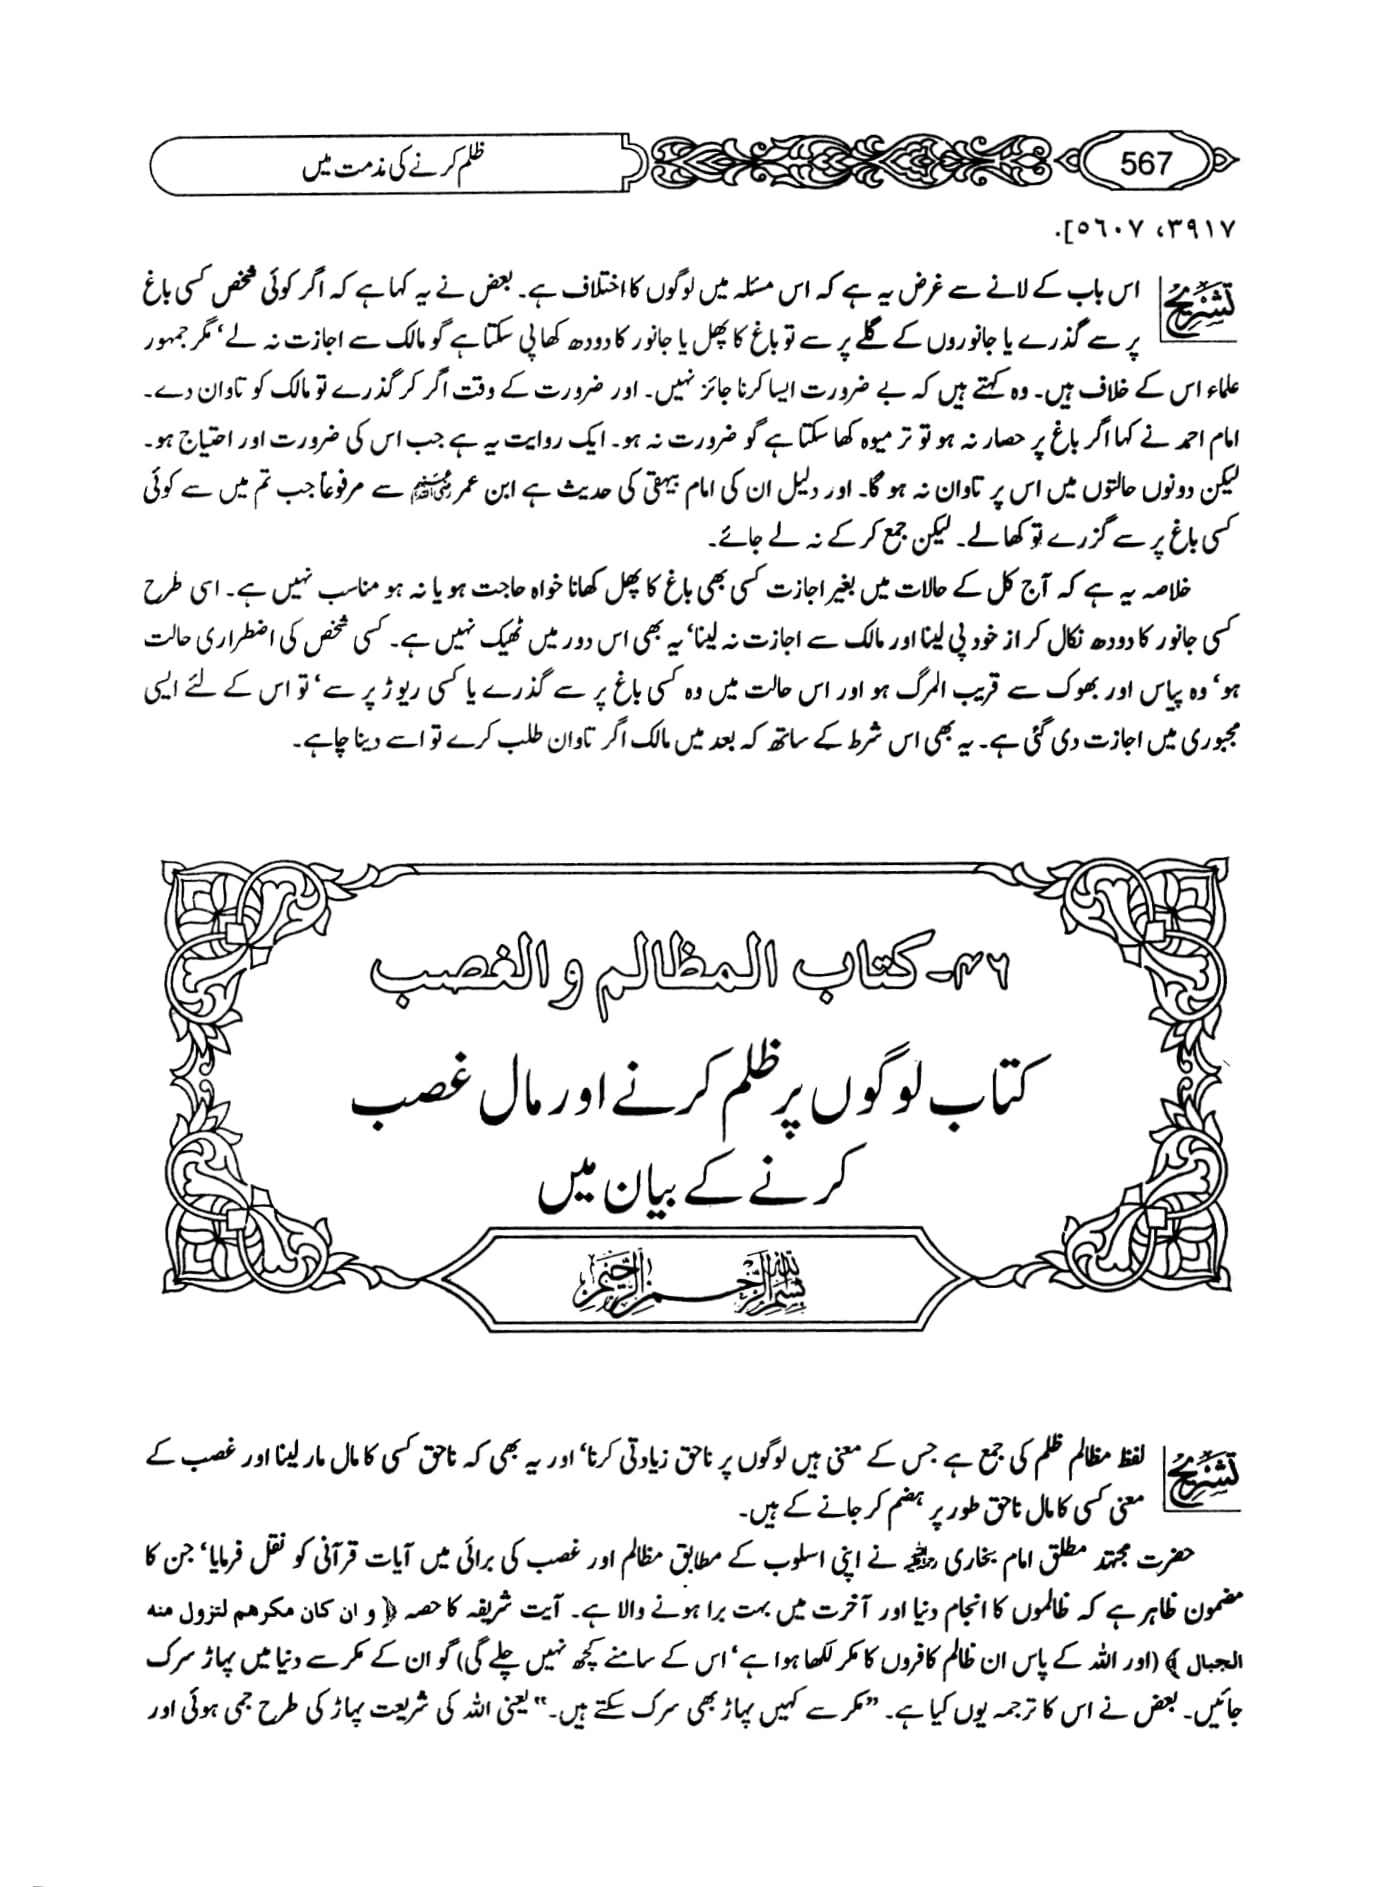 567
ظلم کرنے کی مذمت میں
٣٩١٧، ٥٦٠٧].
تشریح
اس باب کے لانے سے غرض یہ ہے کہ اس مسئلہ میں لوگوں کا اختلاف ہے۔ بعض نے یہ کہا ہے کہ اگر کوئی شخص کسی باغ
پر سے گذرے یا جانوروں کے گلے پر سے تو باغ کا پھل یا جانور کا دودھ کھا پی سکتا ہے گو مالک سے اجازت نہ لے‘ مگر جمہور
علماء اس کے خلاف ہیں۔ وہ کہتے ہیں کہ بے ضرورت ایسا کرنا جائز نہیں۔ اور ضرورت کے وقت اگر کر گذرے تو مالک کو تاوان دے۔
امام احمد نے کہا اگر باغ پر حصار نہ ہو تو تر میوہ کھا سکتا ہے گو ضرورت نہ ہو۔ ایک روایت یہ ہے جب اس کی ضرورت اور احتیاج ہو۔
لیکن دونوں حالتوں میں اس پر تاوان نہ ہو گا۔ اور دلیل ان کی امام بیہقی کی حدیث ہے ابن عمر سے مرفوعاً جب تم میں سے کوئی
کسی باغ پر سے گزرے تو کھا لے۔ لیکن جمع کر کے نہ لے جائے۔
خلاصہ یہ ہے کہ آج کل کے حالات میں بغیر اجازت کسی بھی باغ کا پھل کھانا خواہ حاجت ہو یا نہ ہو مناسب نہیں ہے۔ اسی طرح
کسی جانور کا دودھ نکال کر از خود پی لینا اور مالک سے اجازت نہ لینا‘ یہ بھی اس دور میں ٹھیک نہیں ہے۔ کسی شخص کی اضطراری حالت
ہو‘ وہ پیاس اور بھوک سے قریب المرگ ہو اور اس حالت میں وہ کسی باغ پر سے گذرے یا کسی ریوڑ پر سے‘ تو اس کے لئے ایسی
مجبوری میں اجازت دی گئی ہے۔ یہ بھی اس شرط کے ساتھ کہ بعد میں مالک اگر تاوان طلب کرے تو اسے دینا چاہے۔
۴۶۔ کتاب المظالم والغصب
کتاب لوگوں پر ظلم کرنے اور مال غصب
کرنے کے بیان میں
بسم اللہ الرحمن الرحیم
تشریح
لفظ مظالم ظلم کی جمع ہے جس کے معنی ہیں لوگوں پر ناحق زیادتی کرنا‘ اور یہ بھی کہ ناحق کسی کا مال مار لینا اور غصب کے
معنی کسی کا مال ناحق طور پر ہضم کر جانے کے ہیں۔
حضرت مجتہد مطلق امام بخاری نے اپنی اسلوب کے مطابق مظالم اور غصب کی برائی میں آیات قرآنی کو نقل فرمایا‘ جن کا
مضمون ظاہر ہے کہ ظالموں کا انجام دنیا اور آخرت میں بہت برا ہونے والا ہے۔ آیت شریفہ کا حصہ ﴿ و ان کان مکرھم لتزول منه
الجبال ﴾ (اور اللہ کے پاس ان ظالم کافروں کا مکر لکھا ہوا ہے‘ اس کے سامنے کچھ نہیں چلے گی) گو ان کے مکر سے دنیا میں پہاڑ سرک
جائیں۔ بعض نے اس کا ترجمہ یوں کیا ہے۔ "مکر سے کہیں پہاڑ بھی سرک سکتے ہیں۔" یعنی اللہ کی شریعت پہاڑ کی طرح جمی ہوئی اور